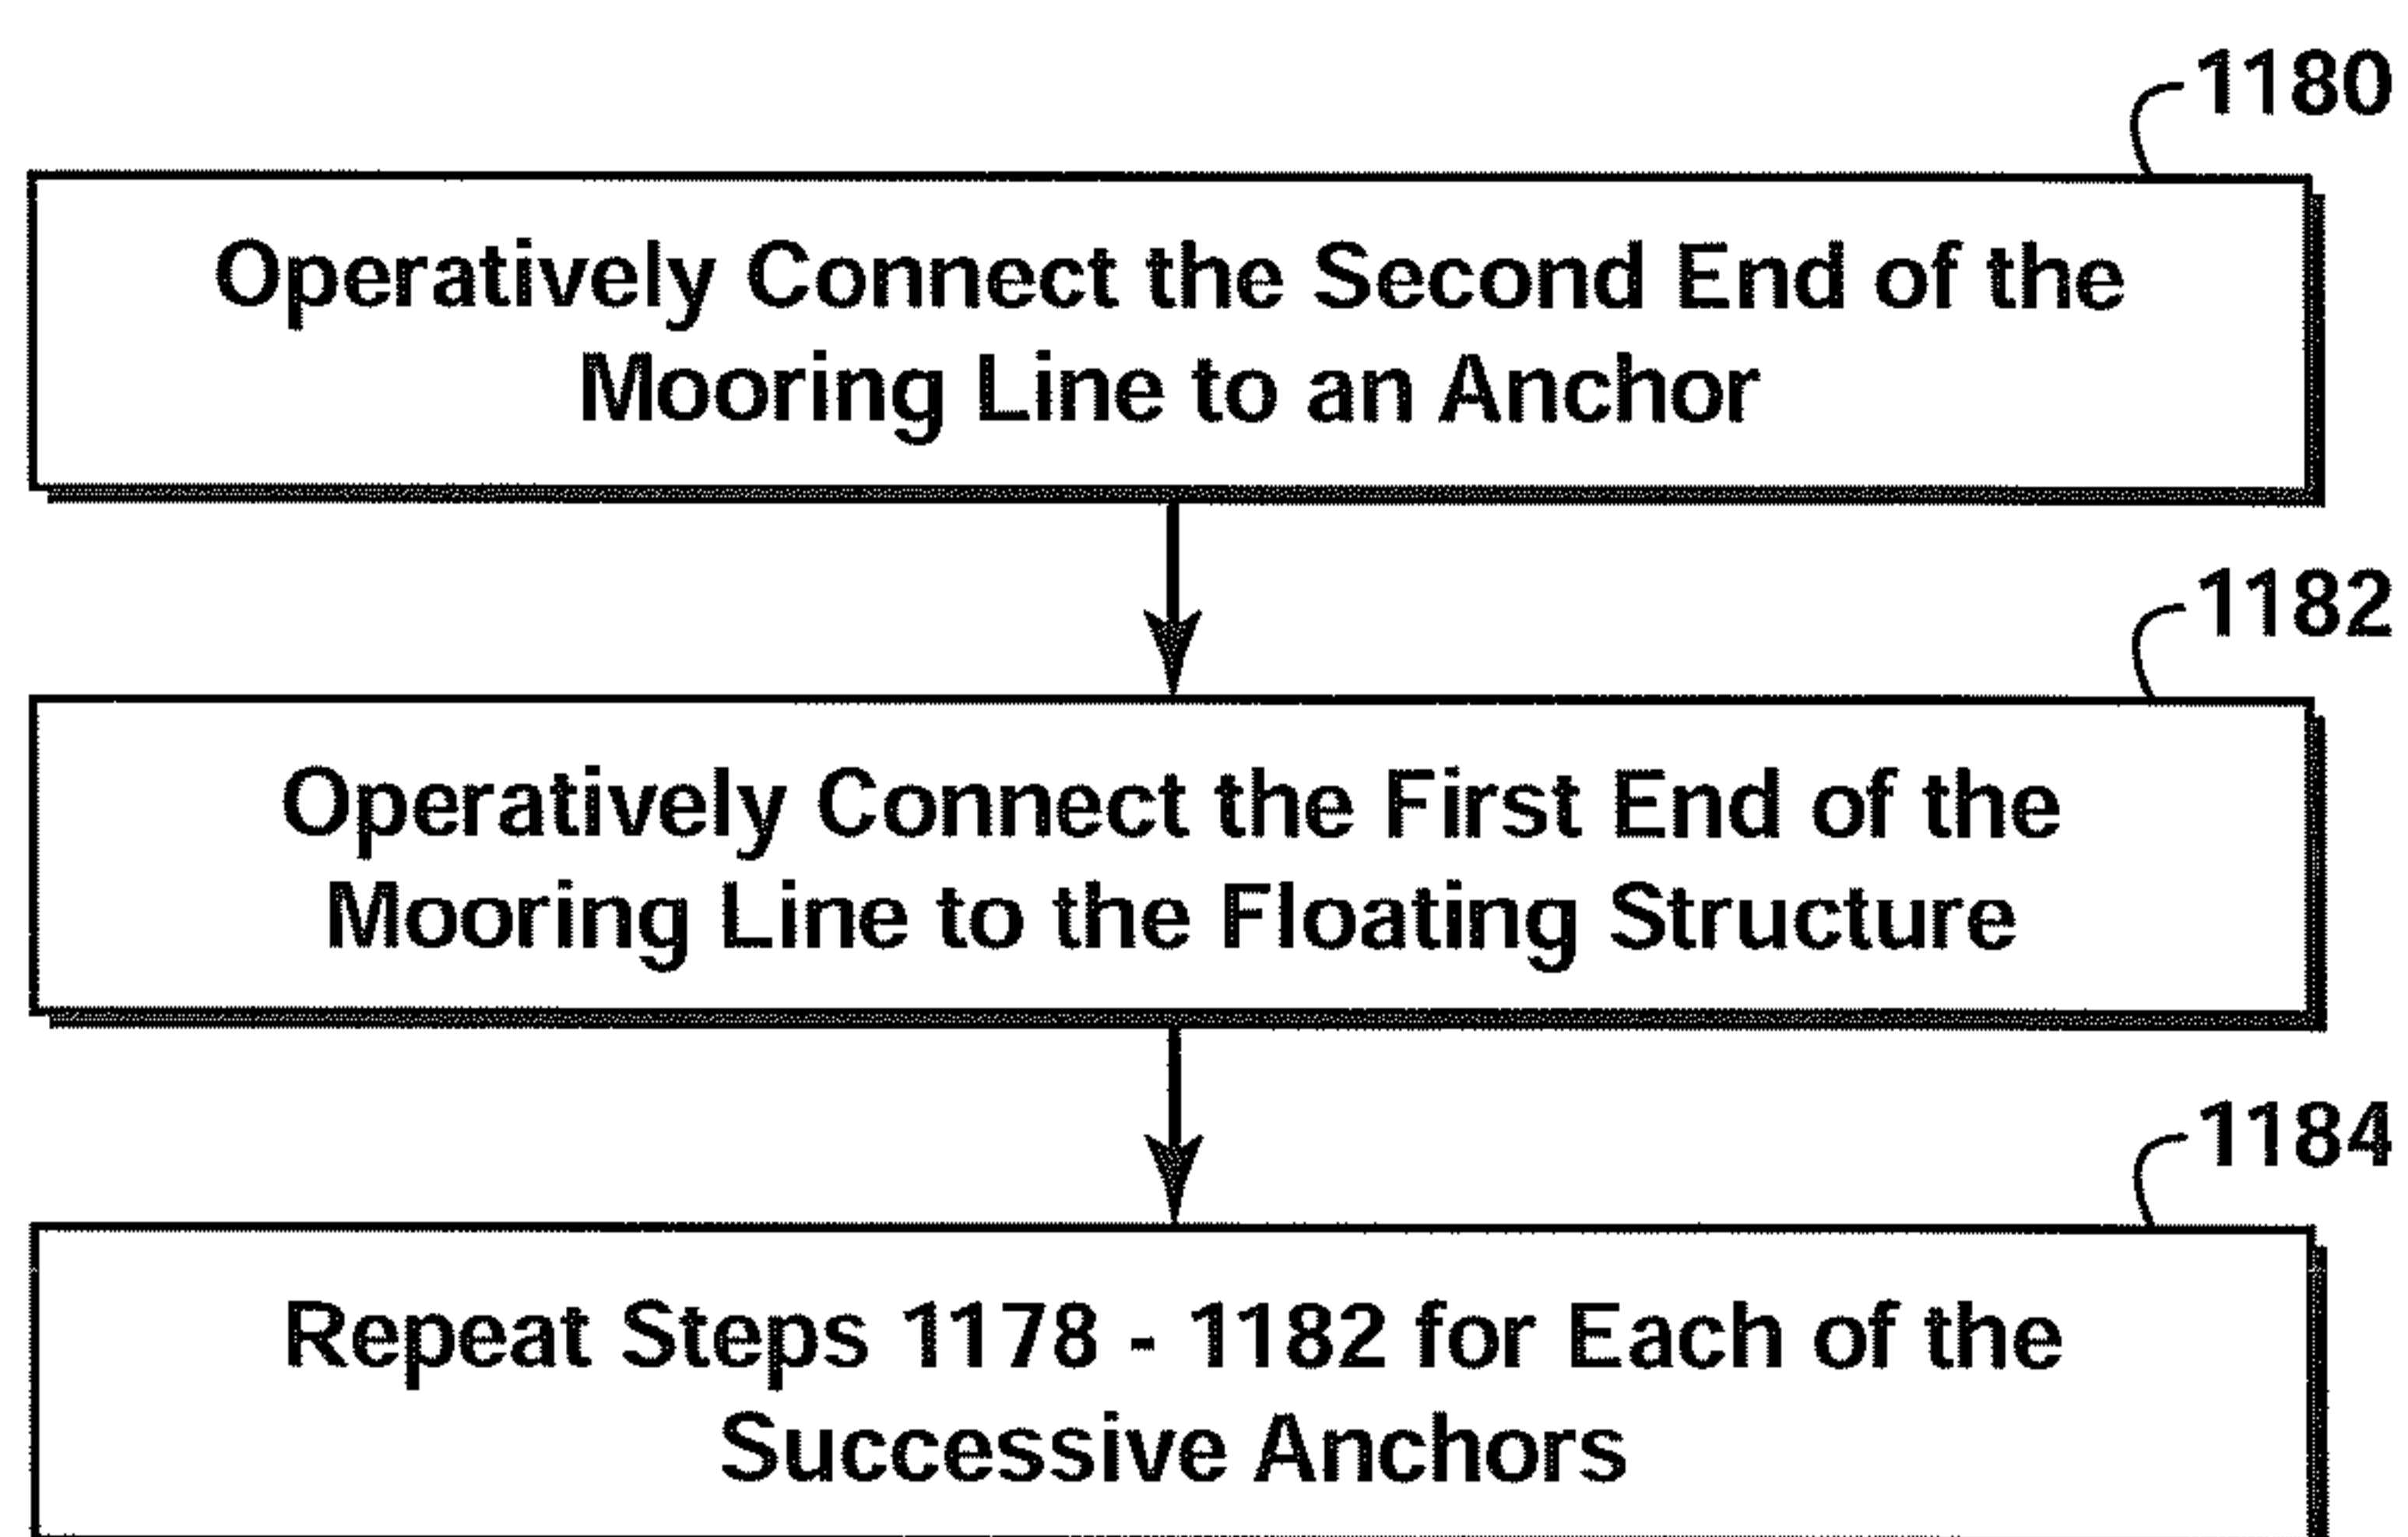 1180
Operatively Connect the Second End of the
Mooring Line to an Anchor
1182
Operatively Connect the First End of the
Mooring Line to the Floating Structure
1184
Repeat Steps 1178 - 1182 for Each of the
Successive Anchors